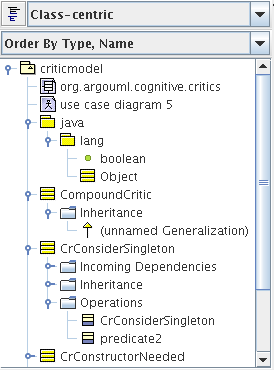 Class-centric
Order By Type, Name
criticmodel
org.argouml.cognitive.critics
use case diagram 5
java
lang
boolean
Object
CompoundCritic
Inheritance
(unnamed Generalization)
CrConsiderSingleton
Incoming Dependencies
Inheritance
Operations
CrConsiderSingleton
predicate2
CrConstructorNeeded